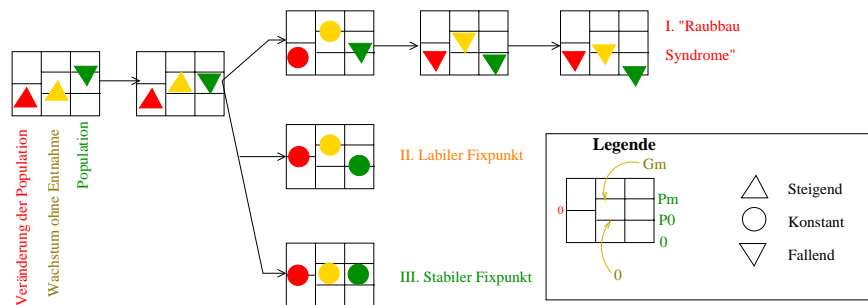 Veränderung der Population
Wachstum ohne Entnahme
Population
I. "Raubbau
Syndrome"
II. Labiler Fixpunkt
III. Stabiler Fixpunkt
Legende
Gm
0
Pm
P0
0
0
Steigend
Konstant
Fallend